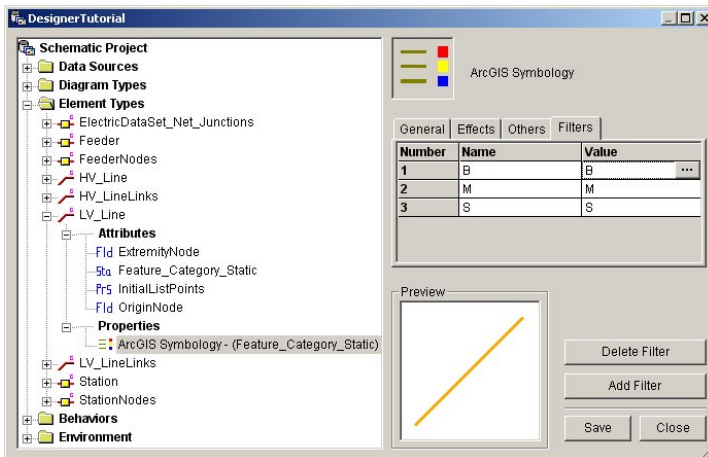 DesignerTutorial
Schematic Project
Data Sources
Diagram Types
Element Types
ElectricDataSet_Net_Junctions
Feeder
FeederNodes
HV_Line
HV_LineLinks
LV_Line
Attributes
Fld ExtremityNode
Sta Feature_Category_Static
Prs InitialListPoints
Fld OriginNode
Properties
ArcGIS Symbology - (Feature_Category_Static)
LV_LineLinks
Station
StationNodes
Behaviors
Environment
ArcGIS Symbology
General Effects Others Filters
Number Name Value
1 B B ...
2 M M
3 S S
Preview
Delete Filter
Add Filter
Save Close